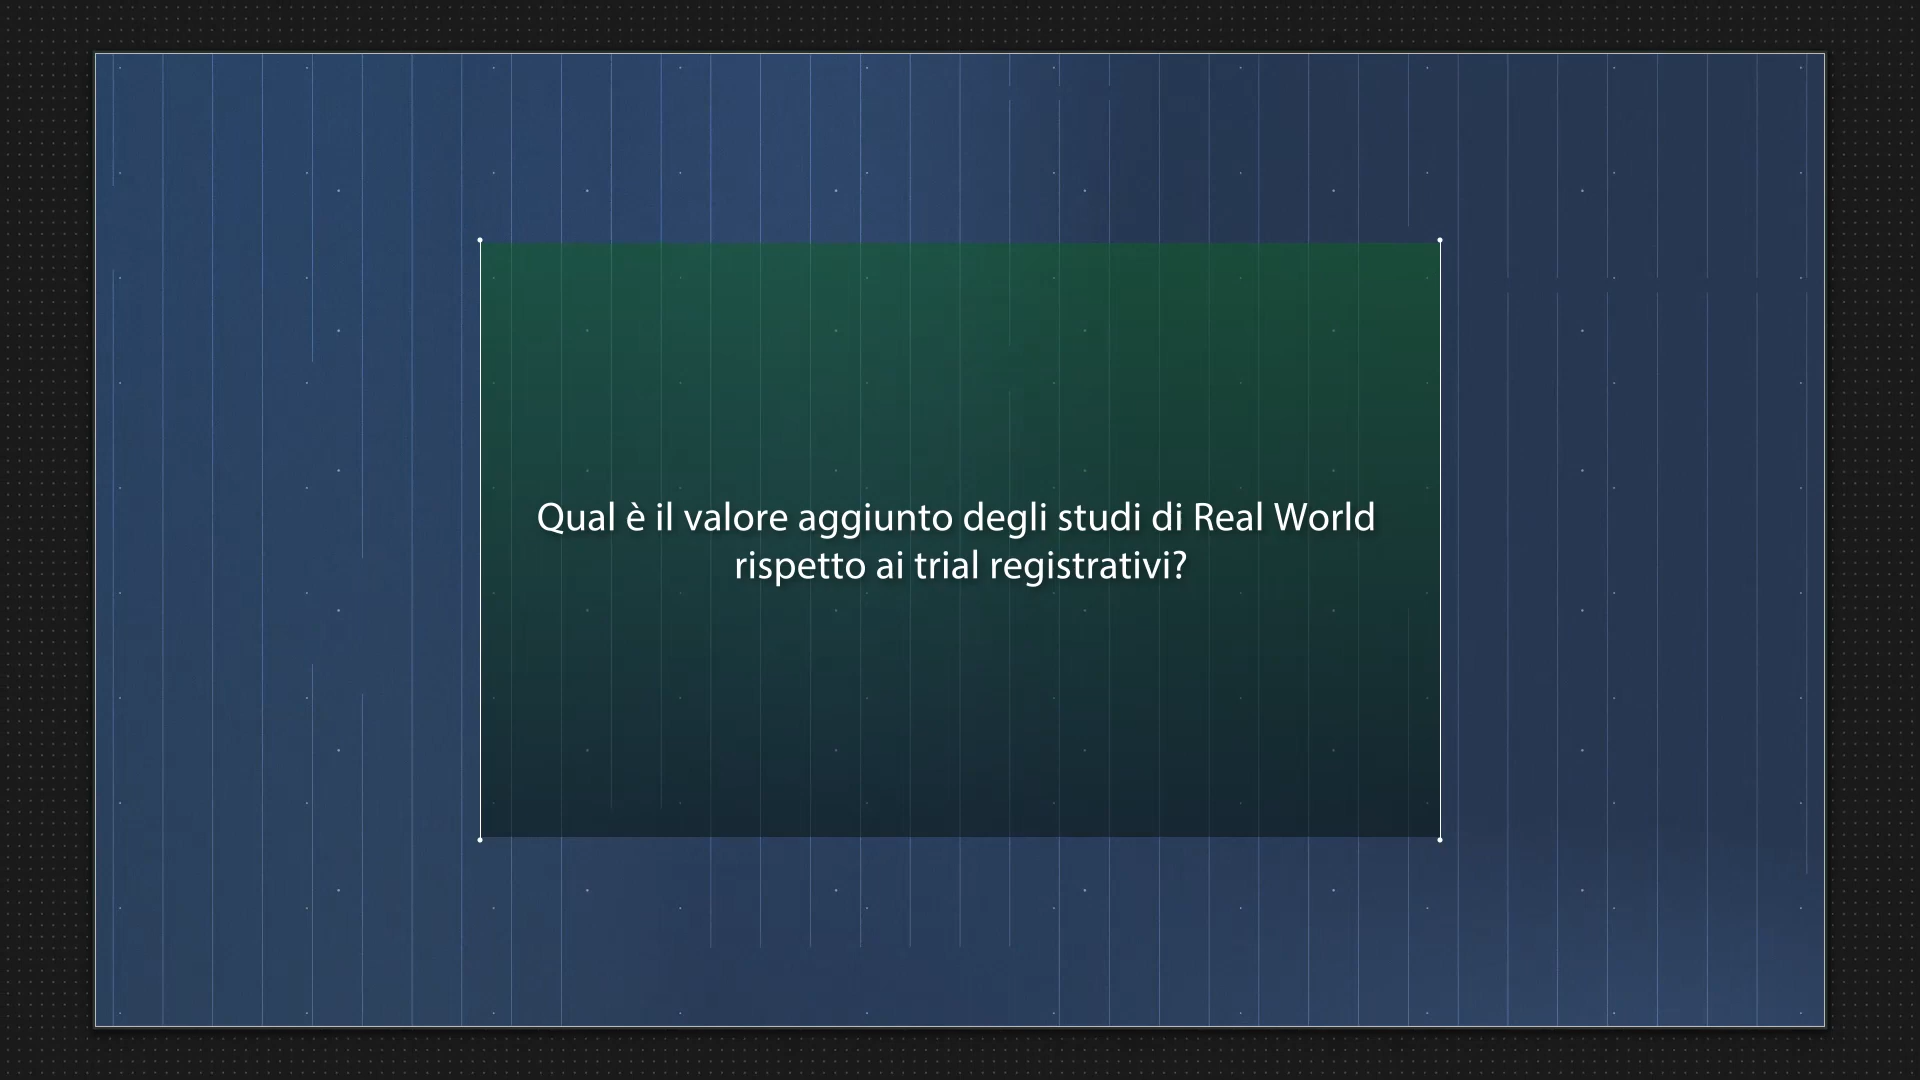 Qual è il valore aggiunto degli studi di Real World
rispetto ai trial registrativi?